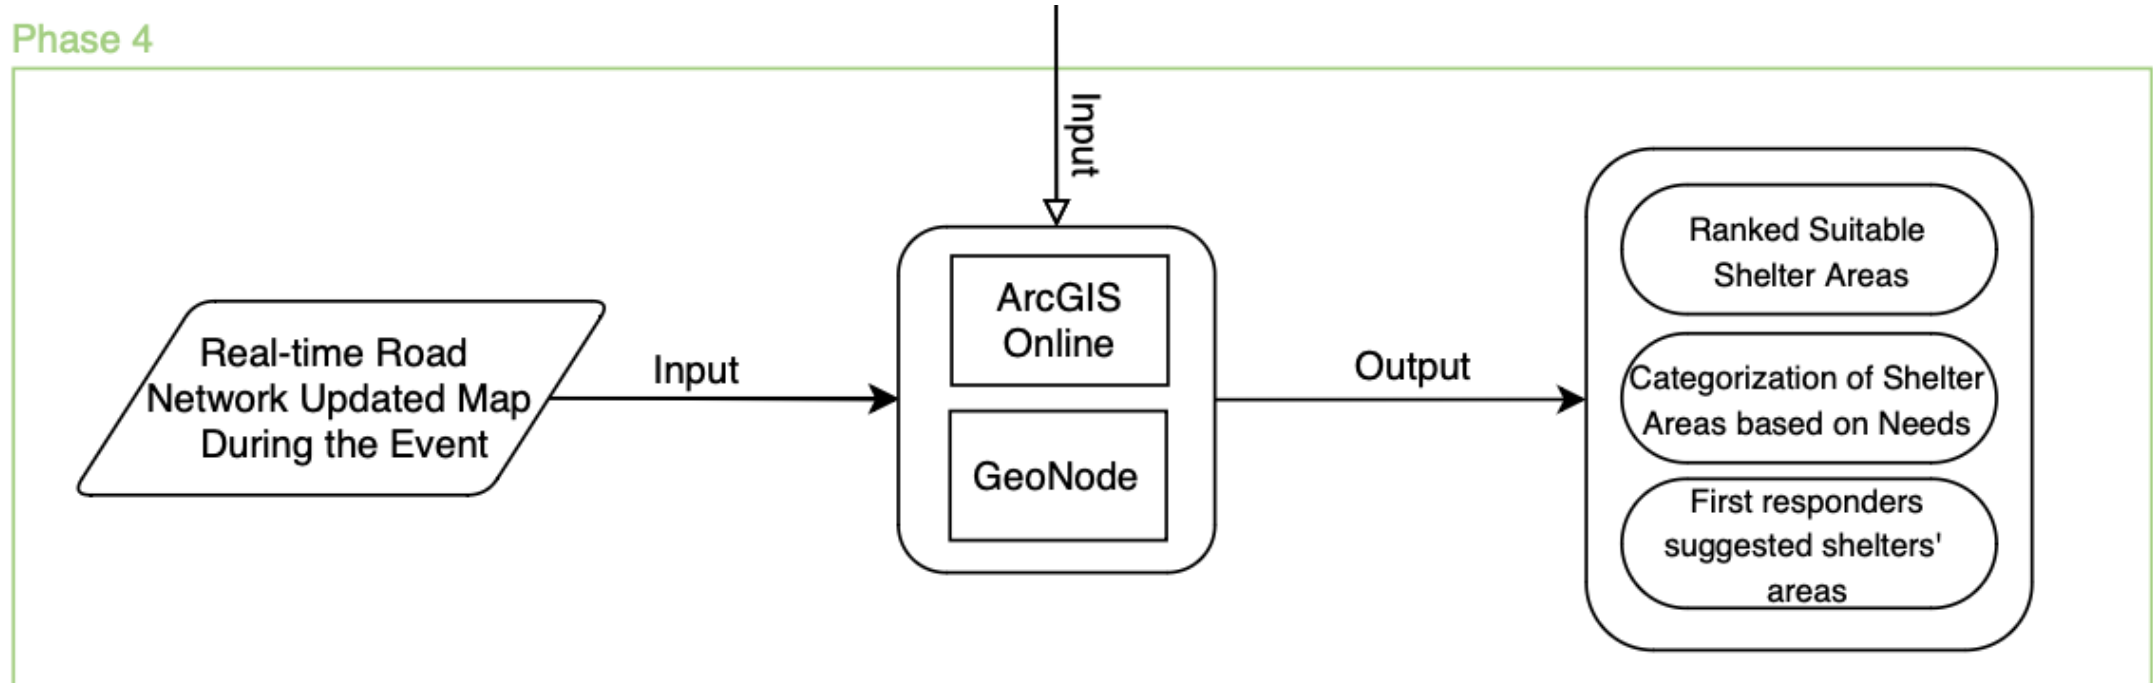 Phase 4
Input
Real-time Road
Network Updated Map
During the Event
Input
ArcGIS
Online
GeoNode
Output
Ranked Suitable
Shelter Areas
Categorization of Shelter
Areas based on Needs
First responders
suggested shelters'
areas